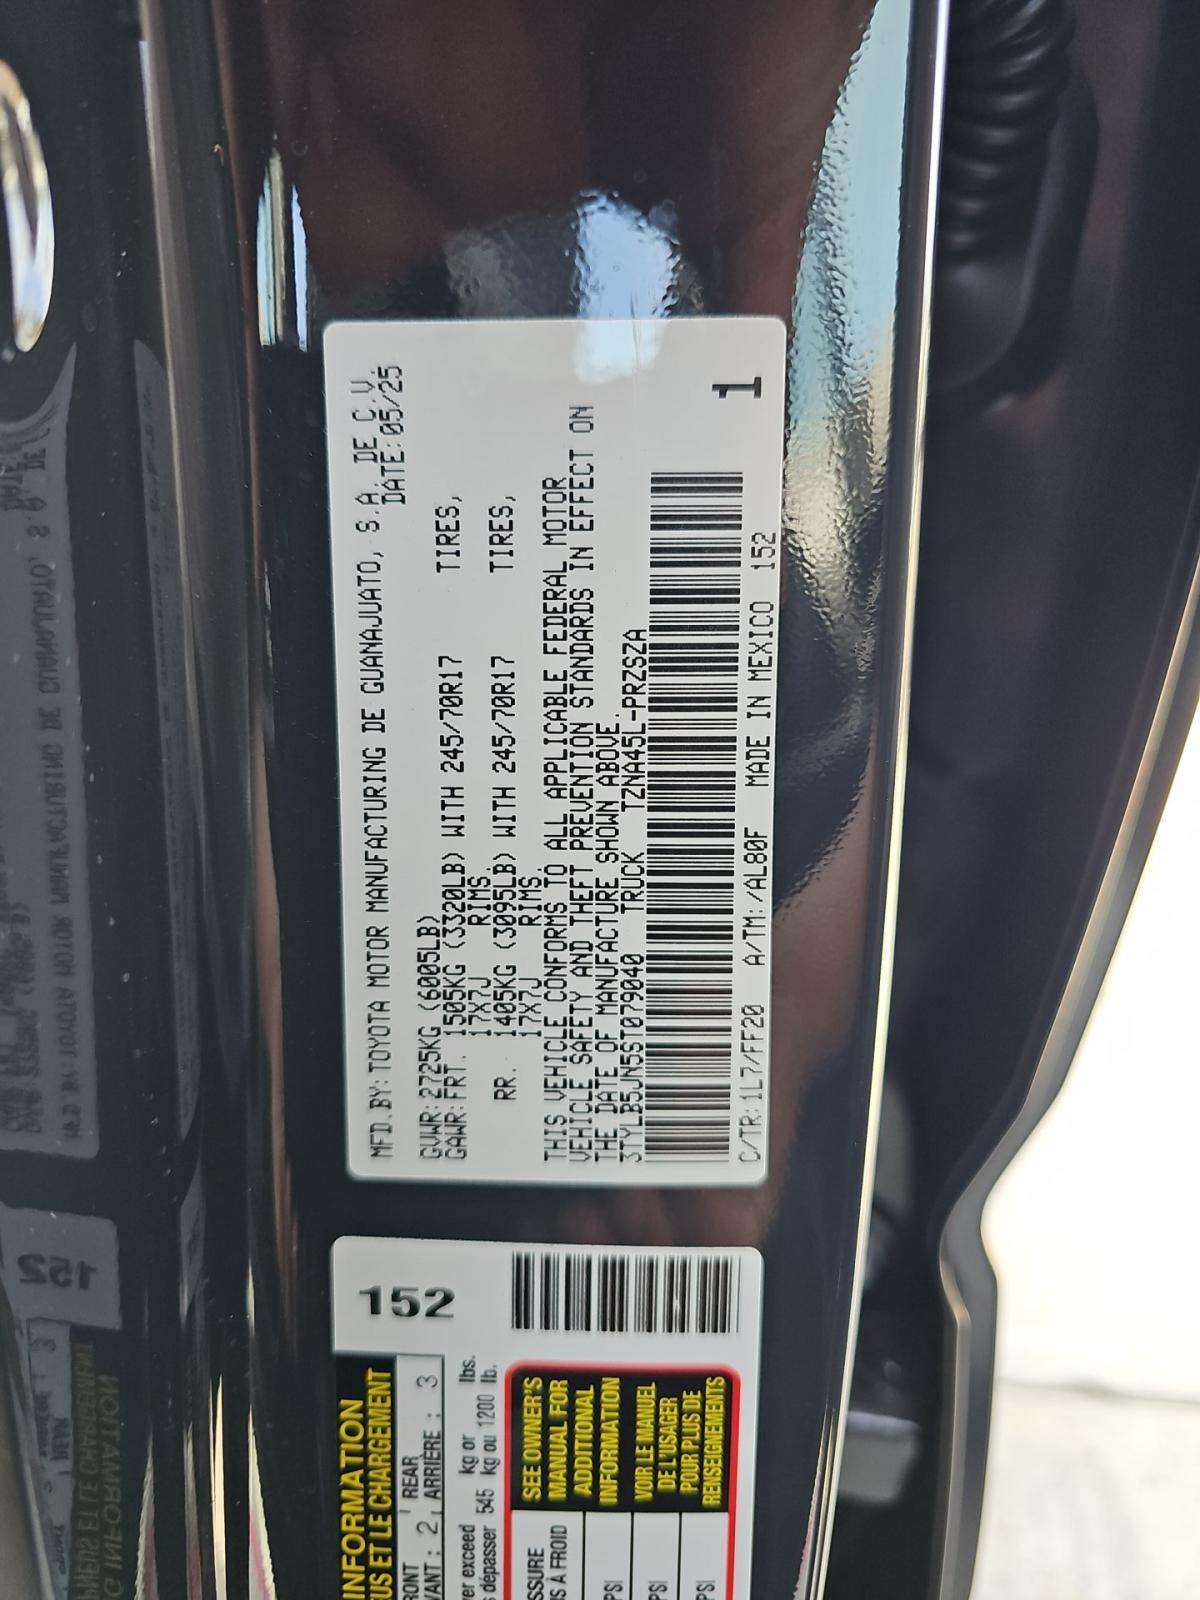 MFD.BY:TOYOTA MOTOR MANUFACTURING DE GUANAJUATO, S.A. DE C.V.
DATE:05/25
GVWR:2725KG (6005LB)
GAWR:FRT. 1505KG (3320LB) WITH 245/70R17 TIRES,
17X7J RIMS.
RR. 1405KG (3095LB) WITH 245/70R17 TIRES,
17X7J RIMS.
THIS VEHICLE CONFORMS TO ALL APPLICABLE FEDERAL MOTOR
VEHICLE SAFETY AND THEFT PREVENTION STANDARDS IN EFFECT ON
THE DATE OF MANUFACTURE SHOWN ABOVE.
3TYLB5JN5ST079040 TRUCK TZNA45L-PRZSZA
1
C/TR:1L7/FF20 A/TM:/AL80F MADE IN MEXICO 152
152
INFORMATION
ET LE CHARGEMENT
REAR
2 ARRIÈRE : 3
exceed kg or lbs.
dépasser 545 kg ou 1200 lb.
SEE OWNER'S
MANUAL FOR
ADDITIONAL
INFORMATION
VOIR LE MANUEL
DE L'USAGER
POUR PLUS DE
RENSEIGNEMENTS
À FROID
PSI
PSI
PSI